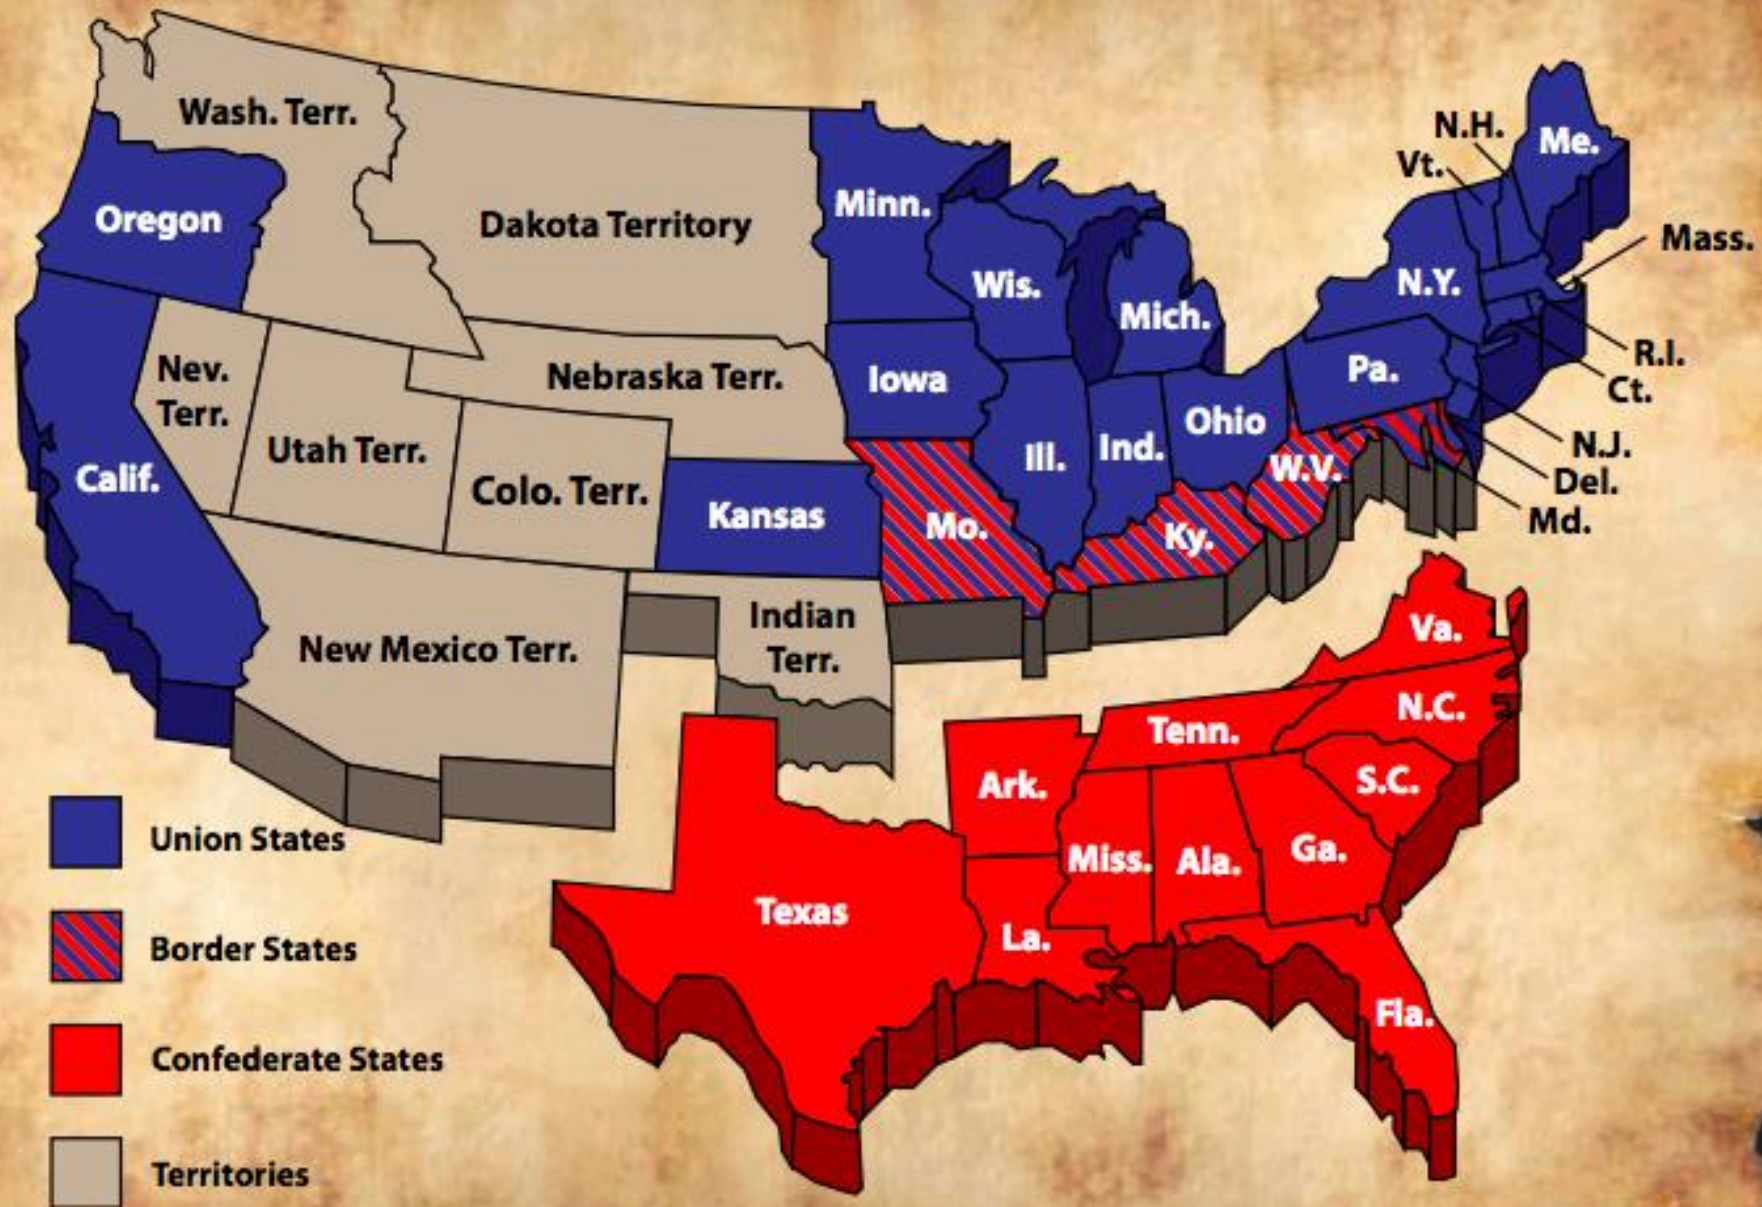 Wash. Terr.
Oregon
Dakota Territory
Minn.
Wis.
Mich.
N.H.
Vt.
Me.
Mass.
N.Y.
R.I.
Ct.
Pa.
N.J.
Del.
Md.
Nev.
Terr.
Utah Terr.
Nebraska Terr.
Iowa
Calif.
Colo. Terr.
Kansas
Ill.
Ind.
Ohio
W.V.
Mo.
Ky.
New Mexico Terr.
Indian
Terr.
Va.
N.C.
Tenn.
S.C.
Ark.
Miss.
Ala.
Ga.
Texas
La.
Fla.
Union States
Border States
Confederate States
Territories